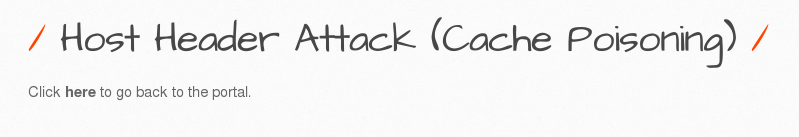 / Host Header Attack (Cache Poisoning) /
Click here to go back to the portal.